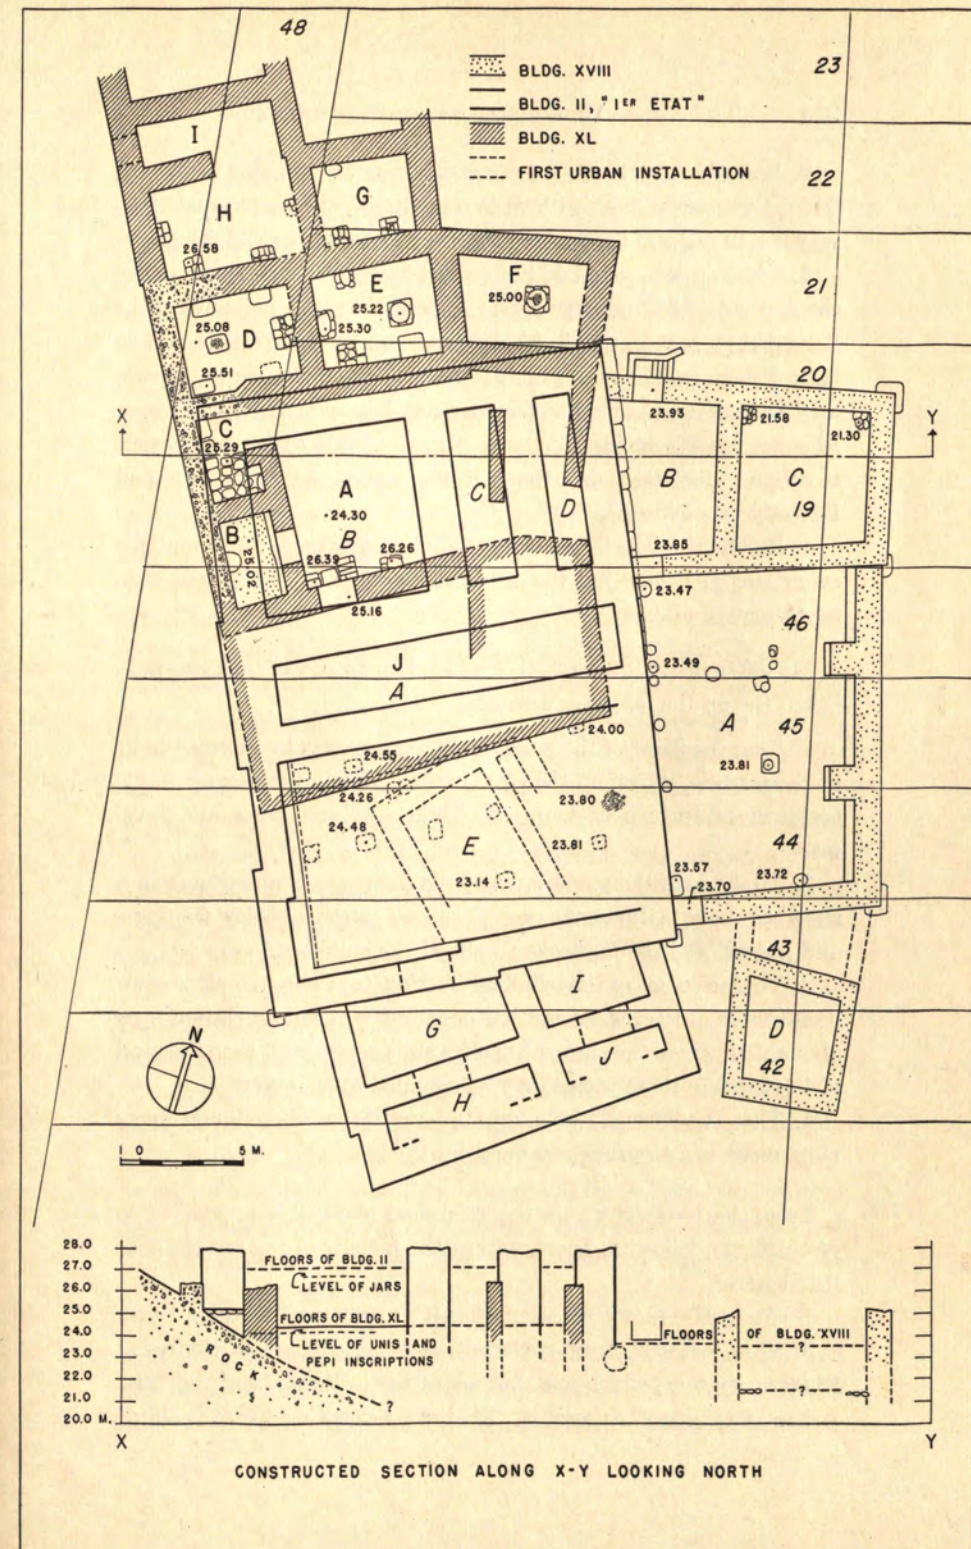 48
23
BLDG. XVIII
BLDG. II, "1ER ETAT"
BLDG. XL
FIRST URBAN INSTALLATION
22
I
H
G
26.58
21
E
F
25.22
25.00
25.08
25.30
D
25.51
20
X
Y
C
25.29
23.93
21.58
21.30
A
24.30
C
D
B
C
19
B
25.02
B
26.39
26.26
25.16
23.85
23.47
46
J
A
23.49
A
45
24.00
24.55
24.26
23.81
23.80
24.48
E
23.81
44
23.14
23.57
23.70
23.72
43
I
G
D
J
42
H
N
1 0 5 M.
28.0
27.0
26.0
25.0
24.0
23.0
22.0
21.0
20.0 M.
FLOORS OF BLDG. II
LEVEL OF JARS
FLOORS OF BLDG. XL
LEVEL OF UNIS AND
PEPI INSCRIPTIONS
FLOORS OF BLDG. XVIII
ROCK
?
?
?
X
Y
CONSTRUCTED SECTION ALONG X-Y LOOKING NORTH